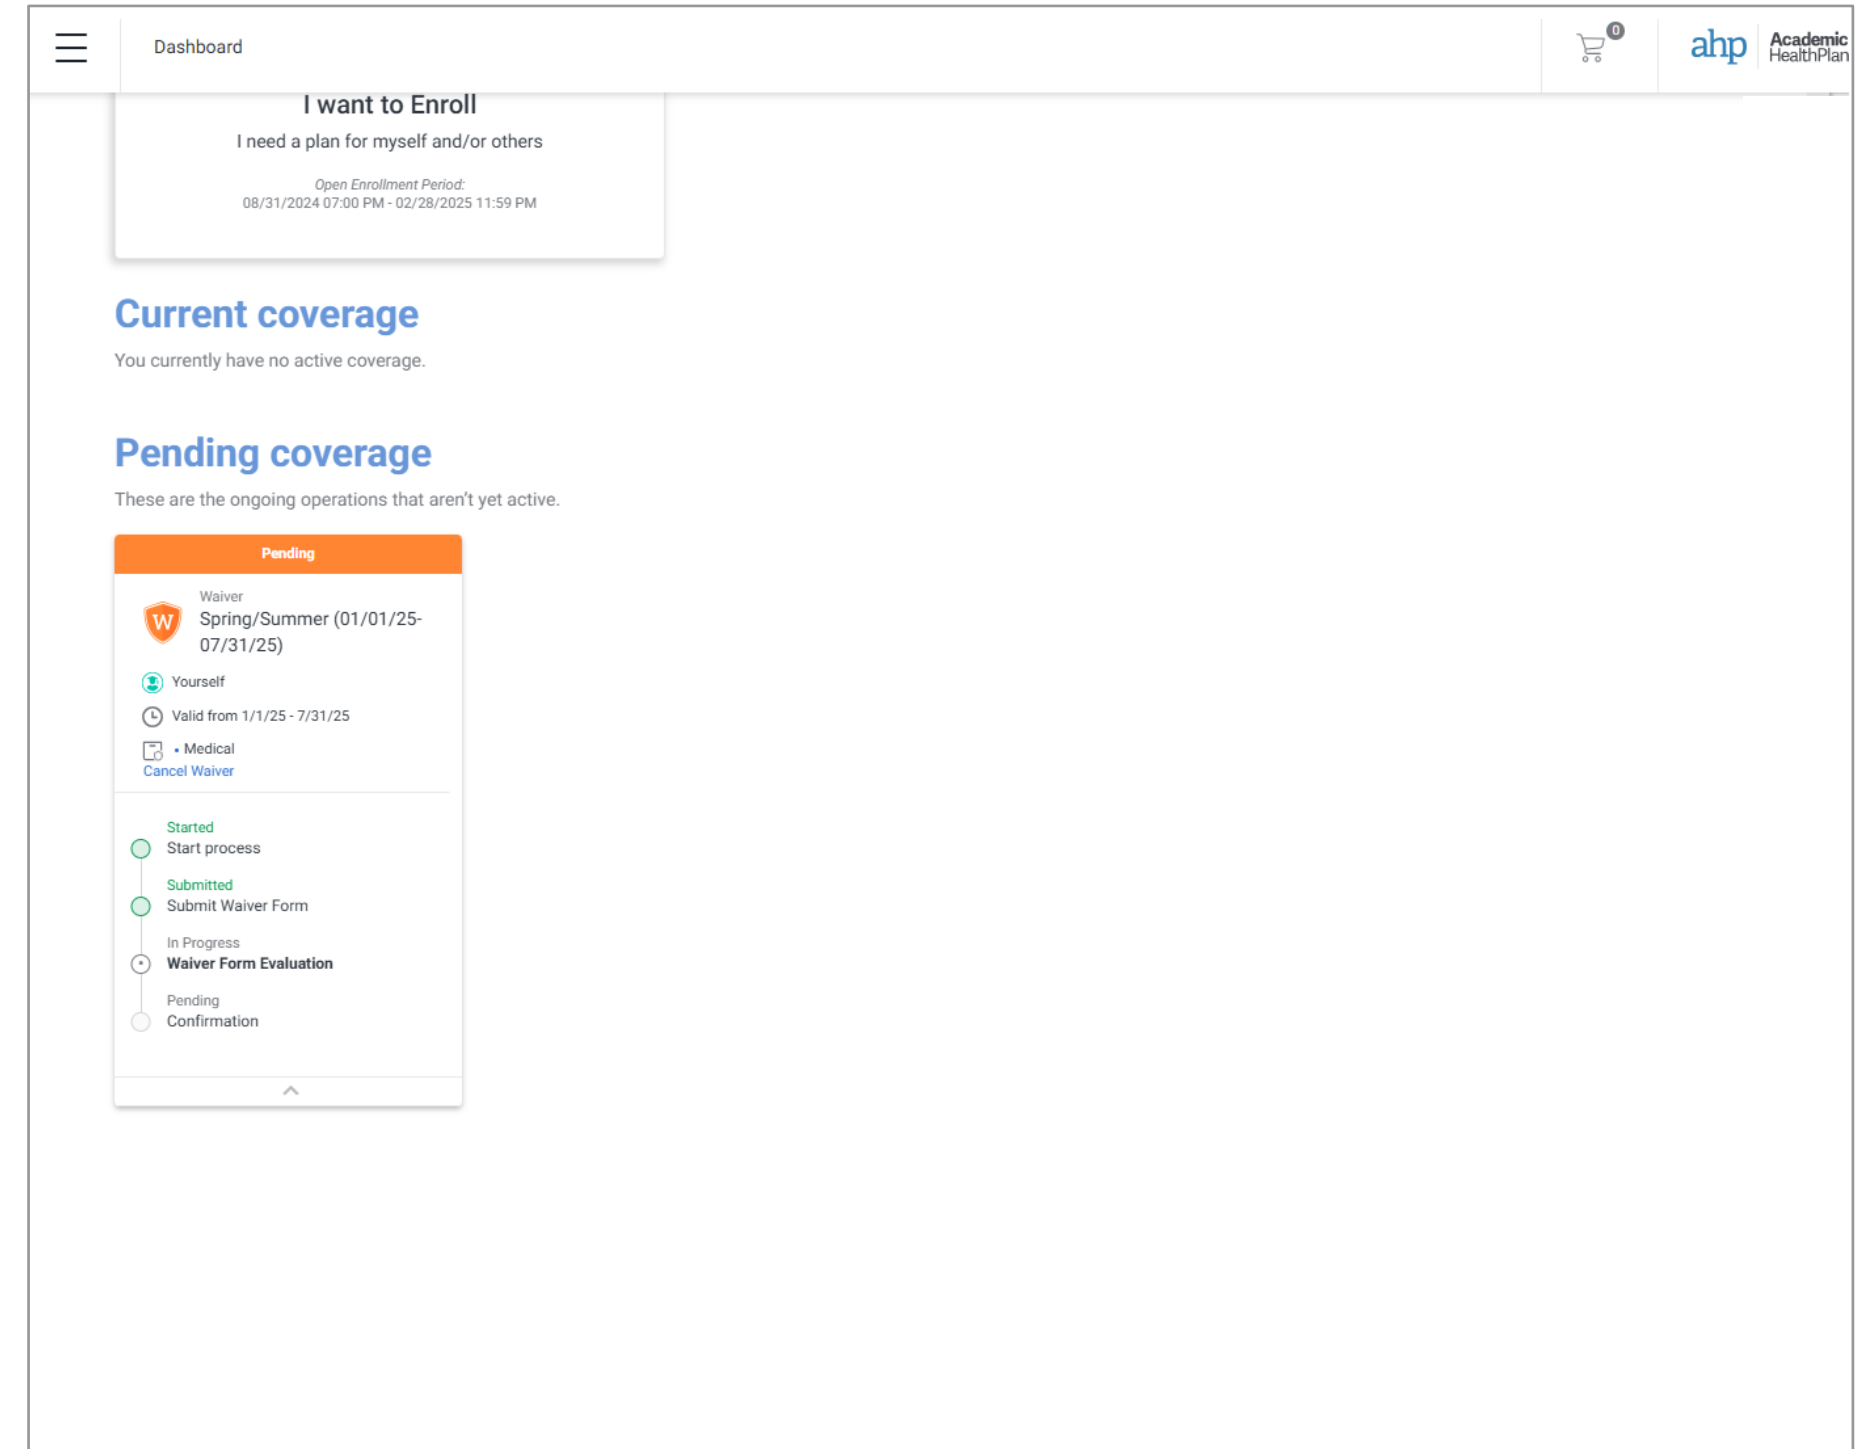 Dashboard
0
ahp
Academic
HealthPlan
I want to Enroll
I need a plan for myself and/or others
Open Enrollment Period:
08/31/2024 07:00 PM - 02/28/2025 11:59 PM
Current coverage
You currently have no active coverage.
Pending coverage
These are the ongoing operations that aren't yet active.
Pending
W
Waiver
Spring/Summer (01/01/25-
07/31/25)
Yourself
Valid from 1/1/25 - 7/31/25
• Medical
Cancel Waiver
Started
Start process
Submitted
Submit Waiver Form
In Progress
Waiver Form Evaluation
Pending
Confirmation